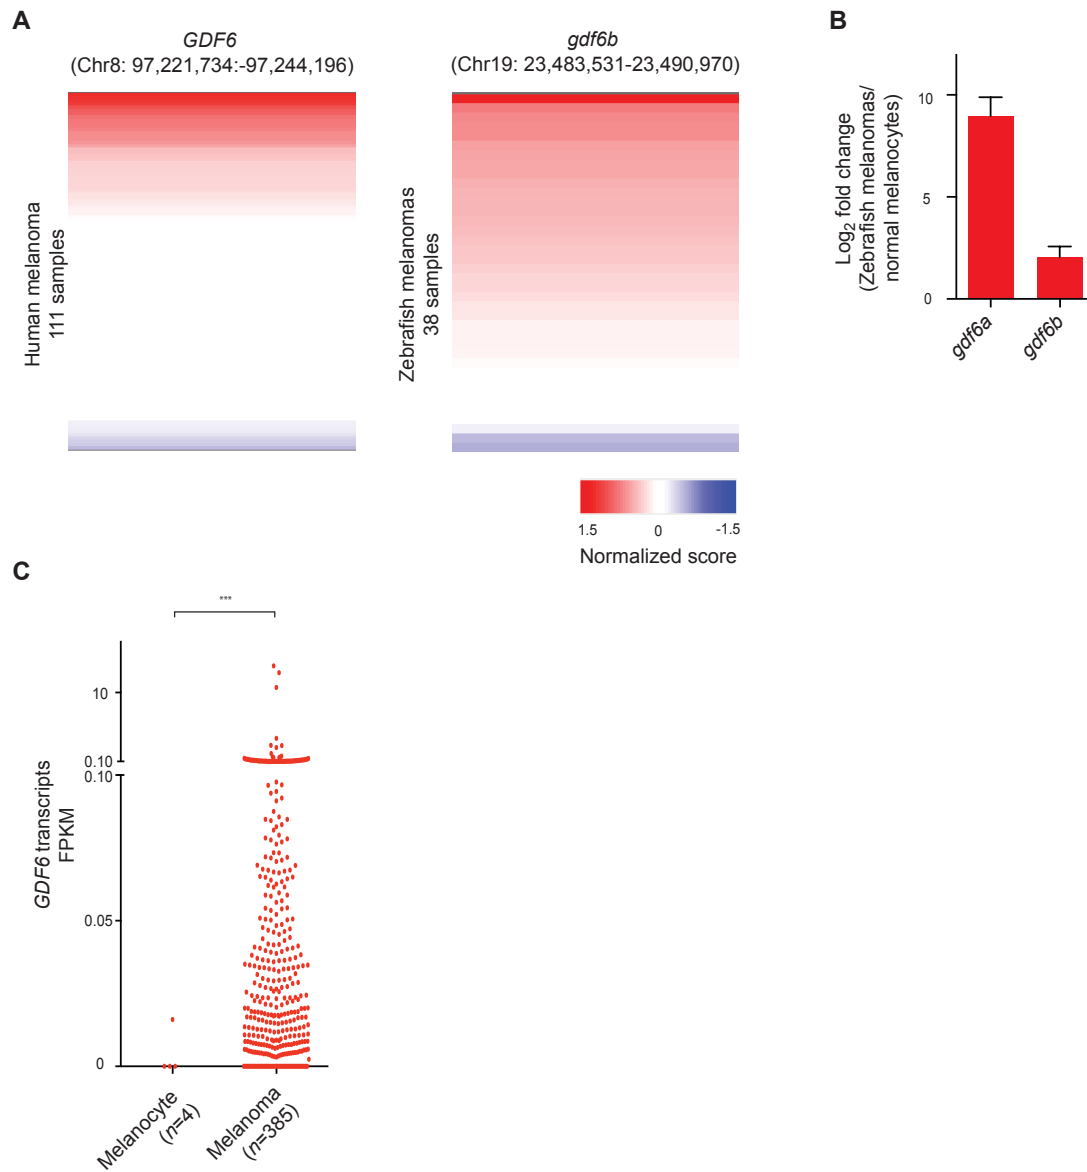 A
GDF6
(Chr8: 97,221,734:-97,244,196)
Human melanoma
111 samples
gdf6b
(Chr19: 23,483,531-23,490,970)
Zebrafish melanomas
38 samples
1.5
0
-1.5
Normalized score
B
Log2 fold change
(Zebrafish melanomas/
normal melanocytes)
10
5
0
gdf6a
gdf6b
C
***
GDF6 transcripts
FPKM
10
0.10
0.10
0.05
0
Melanocyte
(n=4)
Melanoma
(n=385)